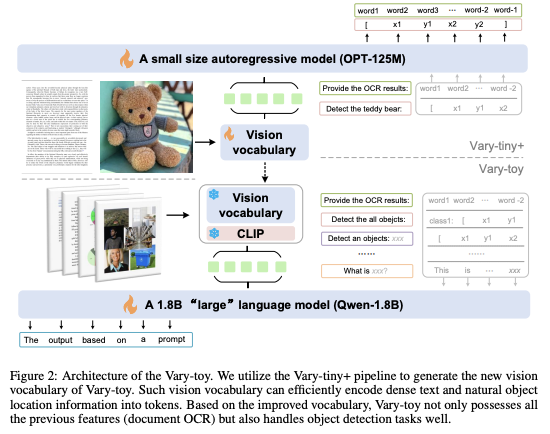 word1 word2 word3 ··· word-2 word-1
[ x1 y1 x2 y2 ]
A small size autoregressive model (OPT-125M)
Provide the OCR results: word1 word2 ··· word -2
Detect the teddy bear: [ x1 y1 x2
Vision
vocabulary
Vary-tiny+
Vary-toy
Vision
vocabulary
CLIP
Provide the OCR results: word1 word2 ··· word -2
Detect the all objects: class1: [ x1 y1
Detect an objects: xxx [ x1 y1 x2
······ ······
What is xxx? This is ··· xxx
A 1.8B “large” language model (Qwen-1.8B)
The output based on a prompt
Figure 2: Architecture of the Vary-toy. We utilize the Vary-tiny+ pipeline to generate the new vision
vocabulary of Vary-toy. Such vision vocabulary can efficiently encode dense text and natural object
location information into tokens. Based on the improved vocabulary, Vary-toy not only possesses all
the previous features (document OCR) but also handles object detection tasks well.